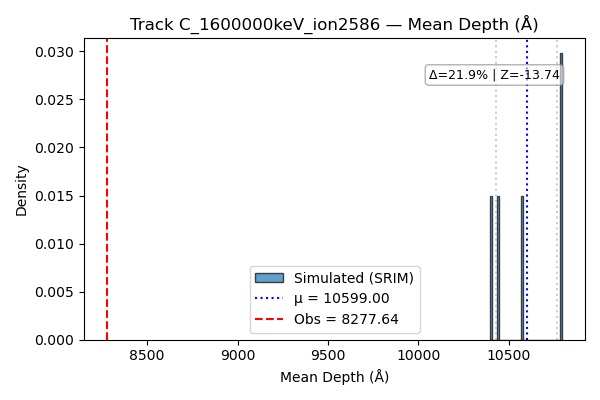 Track C_1600000keV_ion2586 — Mean Depth (Å)
0.030
0.025
0.020
0.015
0.010
0.005
0.000
Density
Δ=21.9% | Z=-13.74
Simulated (SRIM)
μ = 10599.00
Obs = 8277.64
8500 9000 9500 10000 10500
Mean Depth (Å)